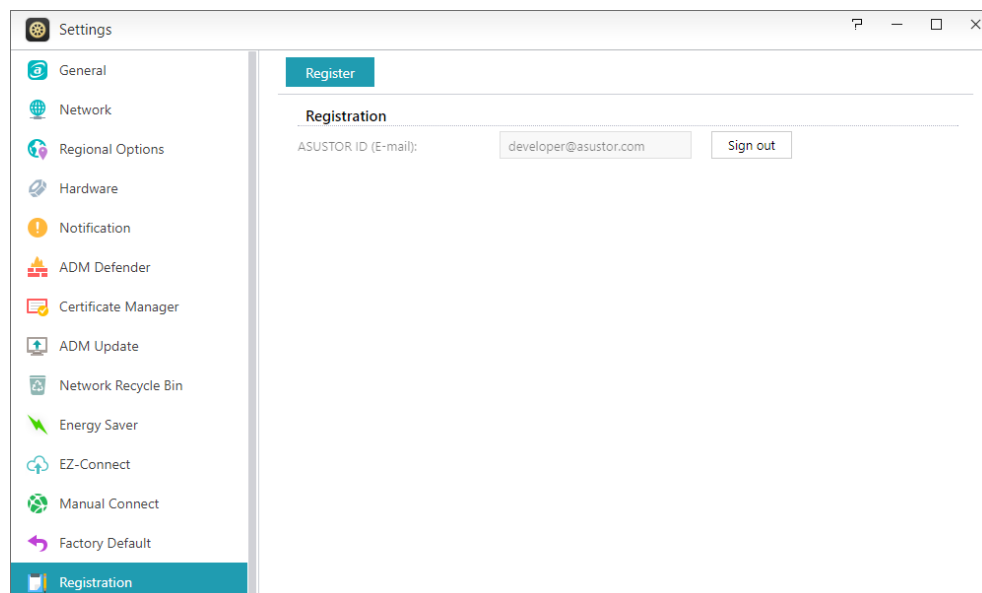 Settings
General
Network
Regional Options
Hardware
Notification
ADM Defender
Certificate Manager
ADM Update
Network Recycle Bin
Energy Saver
EZ-Connect
Manual Connect
Factory Default
Registration
Register
Registration
ASUSTOR ID (E-mail): developer@asustor.com Sign out